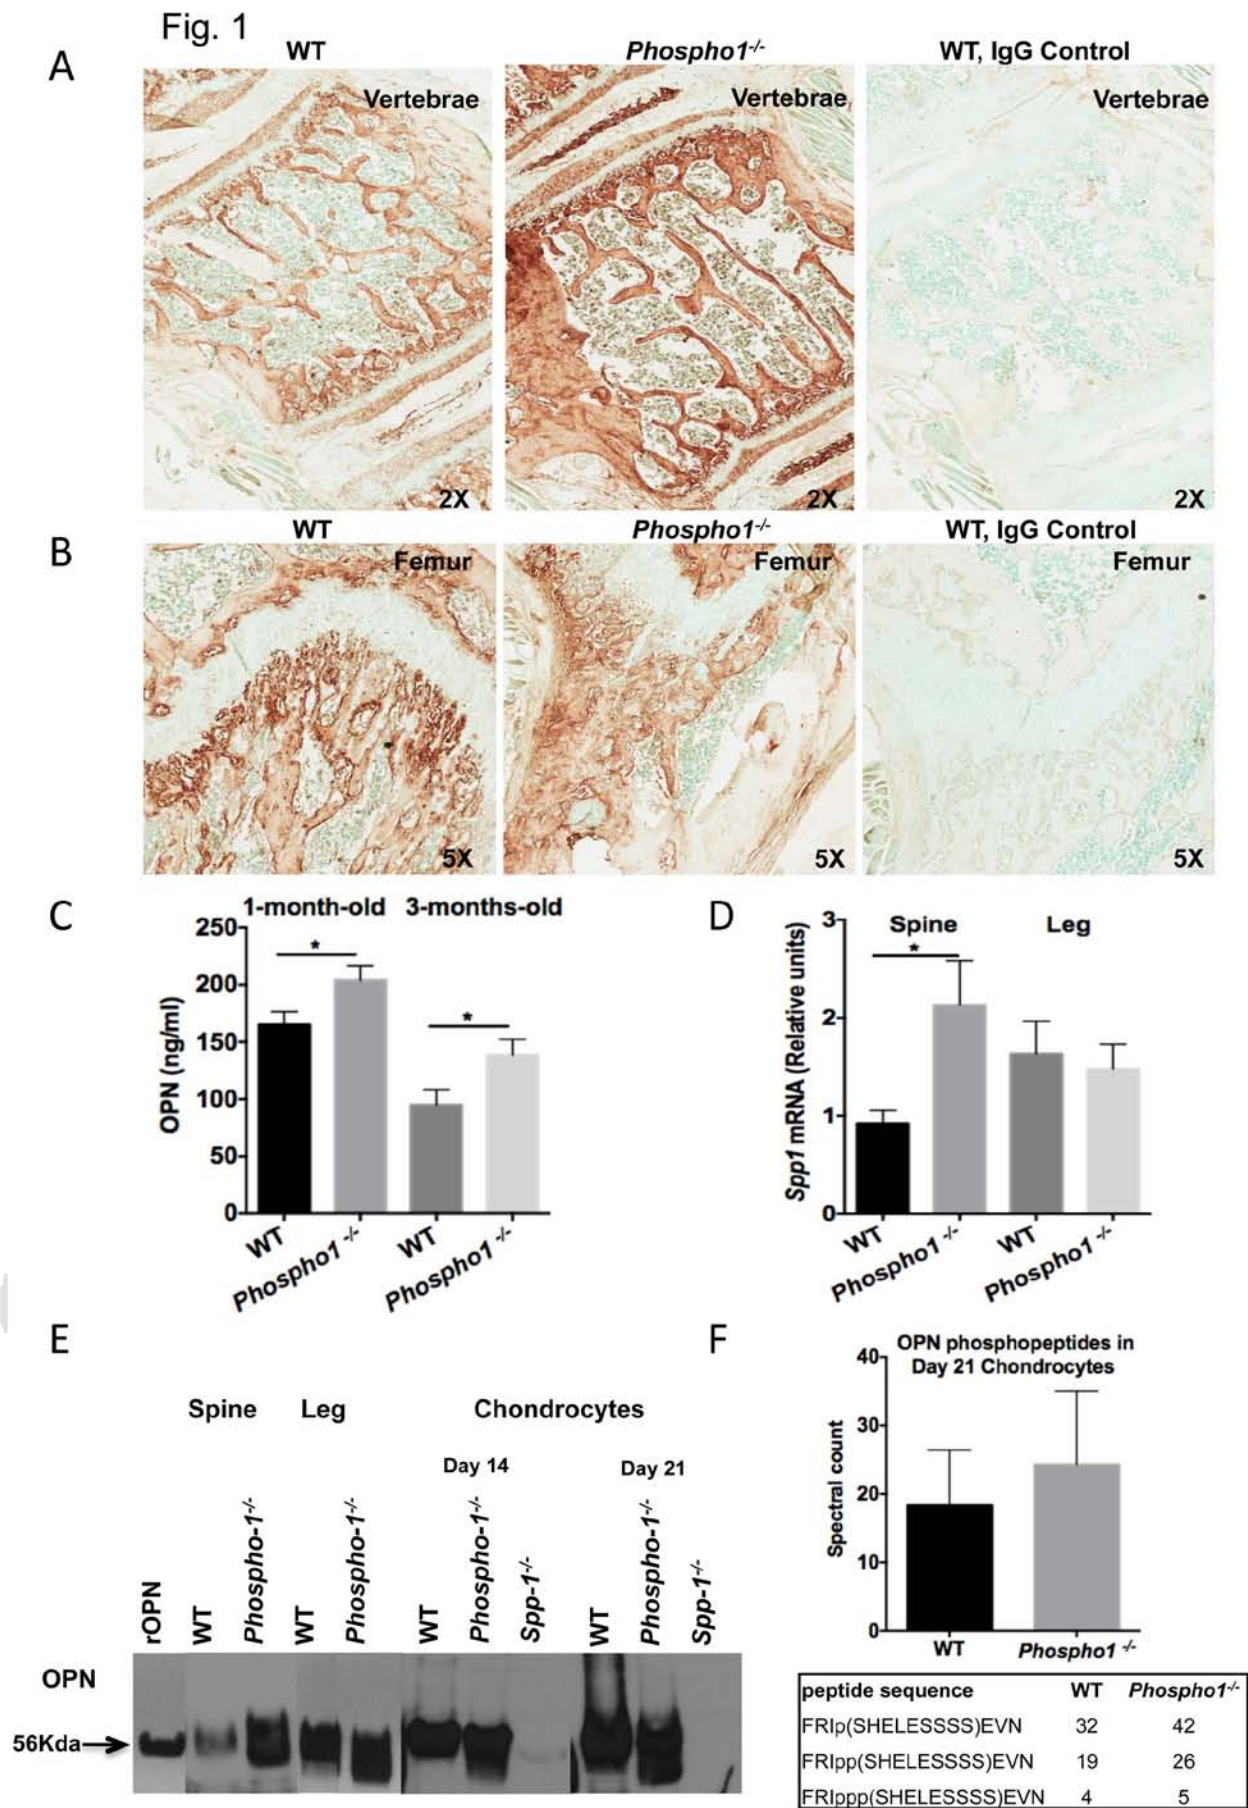 Fig. 1
A
WT
Phospho1-/-
WT, IgG Control
Vertebrae
Vertebrae
Vertebrae
2X
2X
2X
B
WT
Phospho1-/-
WT, IgG Control
Femur
Femur
Femur
5X
5X
5X
C
1-month-old 3-months-old
OPN (ng/ml)
250
200
150
100
50
0
*
*
WT
Phospho1 -/-
WT
Phospho1 -/-
D
Spine Leg
Spp1 mRNA (Relative units)
3
2
1
0
*
WT
Phospho1 -/-
WT
Phospho1 -/-
E
Spine Leg Chondrocytes
Day 14 Day 21
rOPN
WT
Phospho-1-/-
WT
Phospho-1-/-
WT
Phospho-1-/-
Spp-1-/-
WT
Phospho-1-/-
Spp-1-/-
OPN
56Kda
F
OPN phosphopeptides in
Day 21 Chondrocytes
Spectral count
40
30
20
10
0
WT Phospho1 -/-
peptide sequence WT Phospho1-/-
FRIp(SHELESSSS)EVN 32 42
FRIpp(SHELESSSS)EVN 19 26
FRIppp(SHELESSSS)EVN 4 5